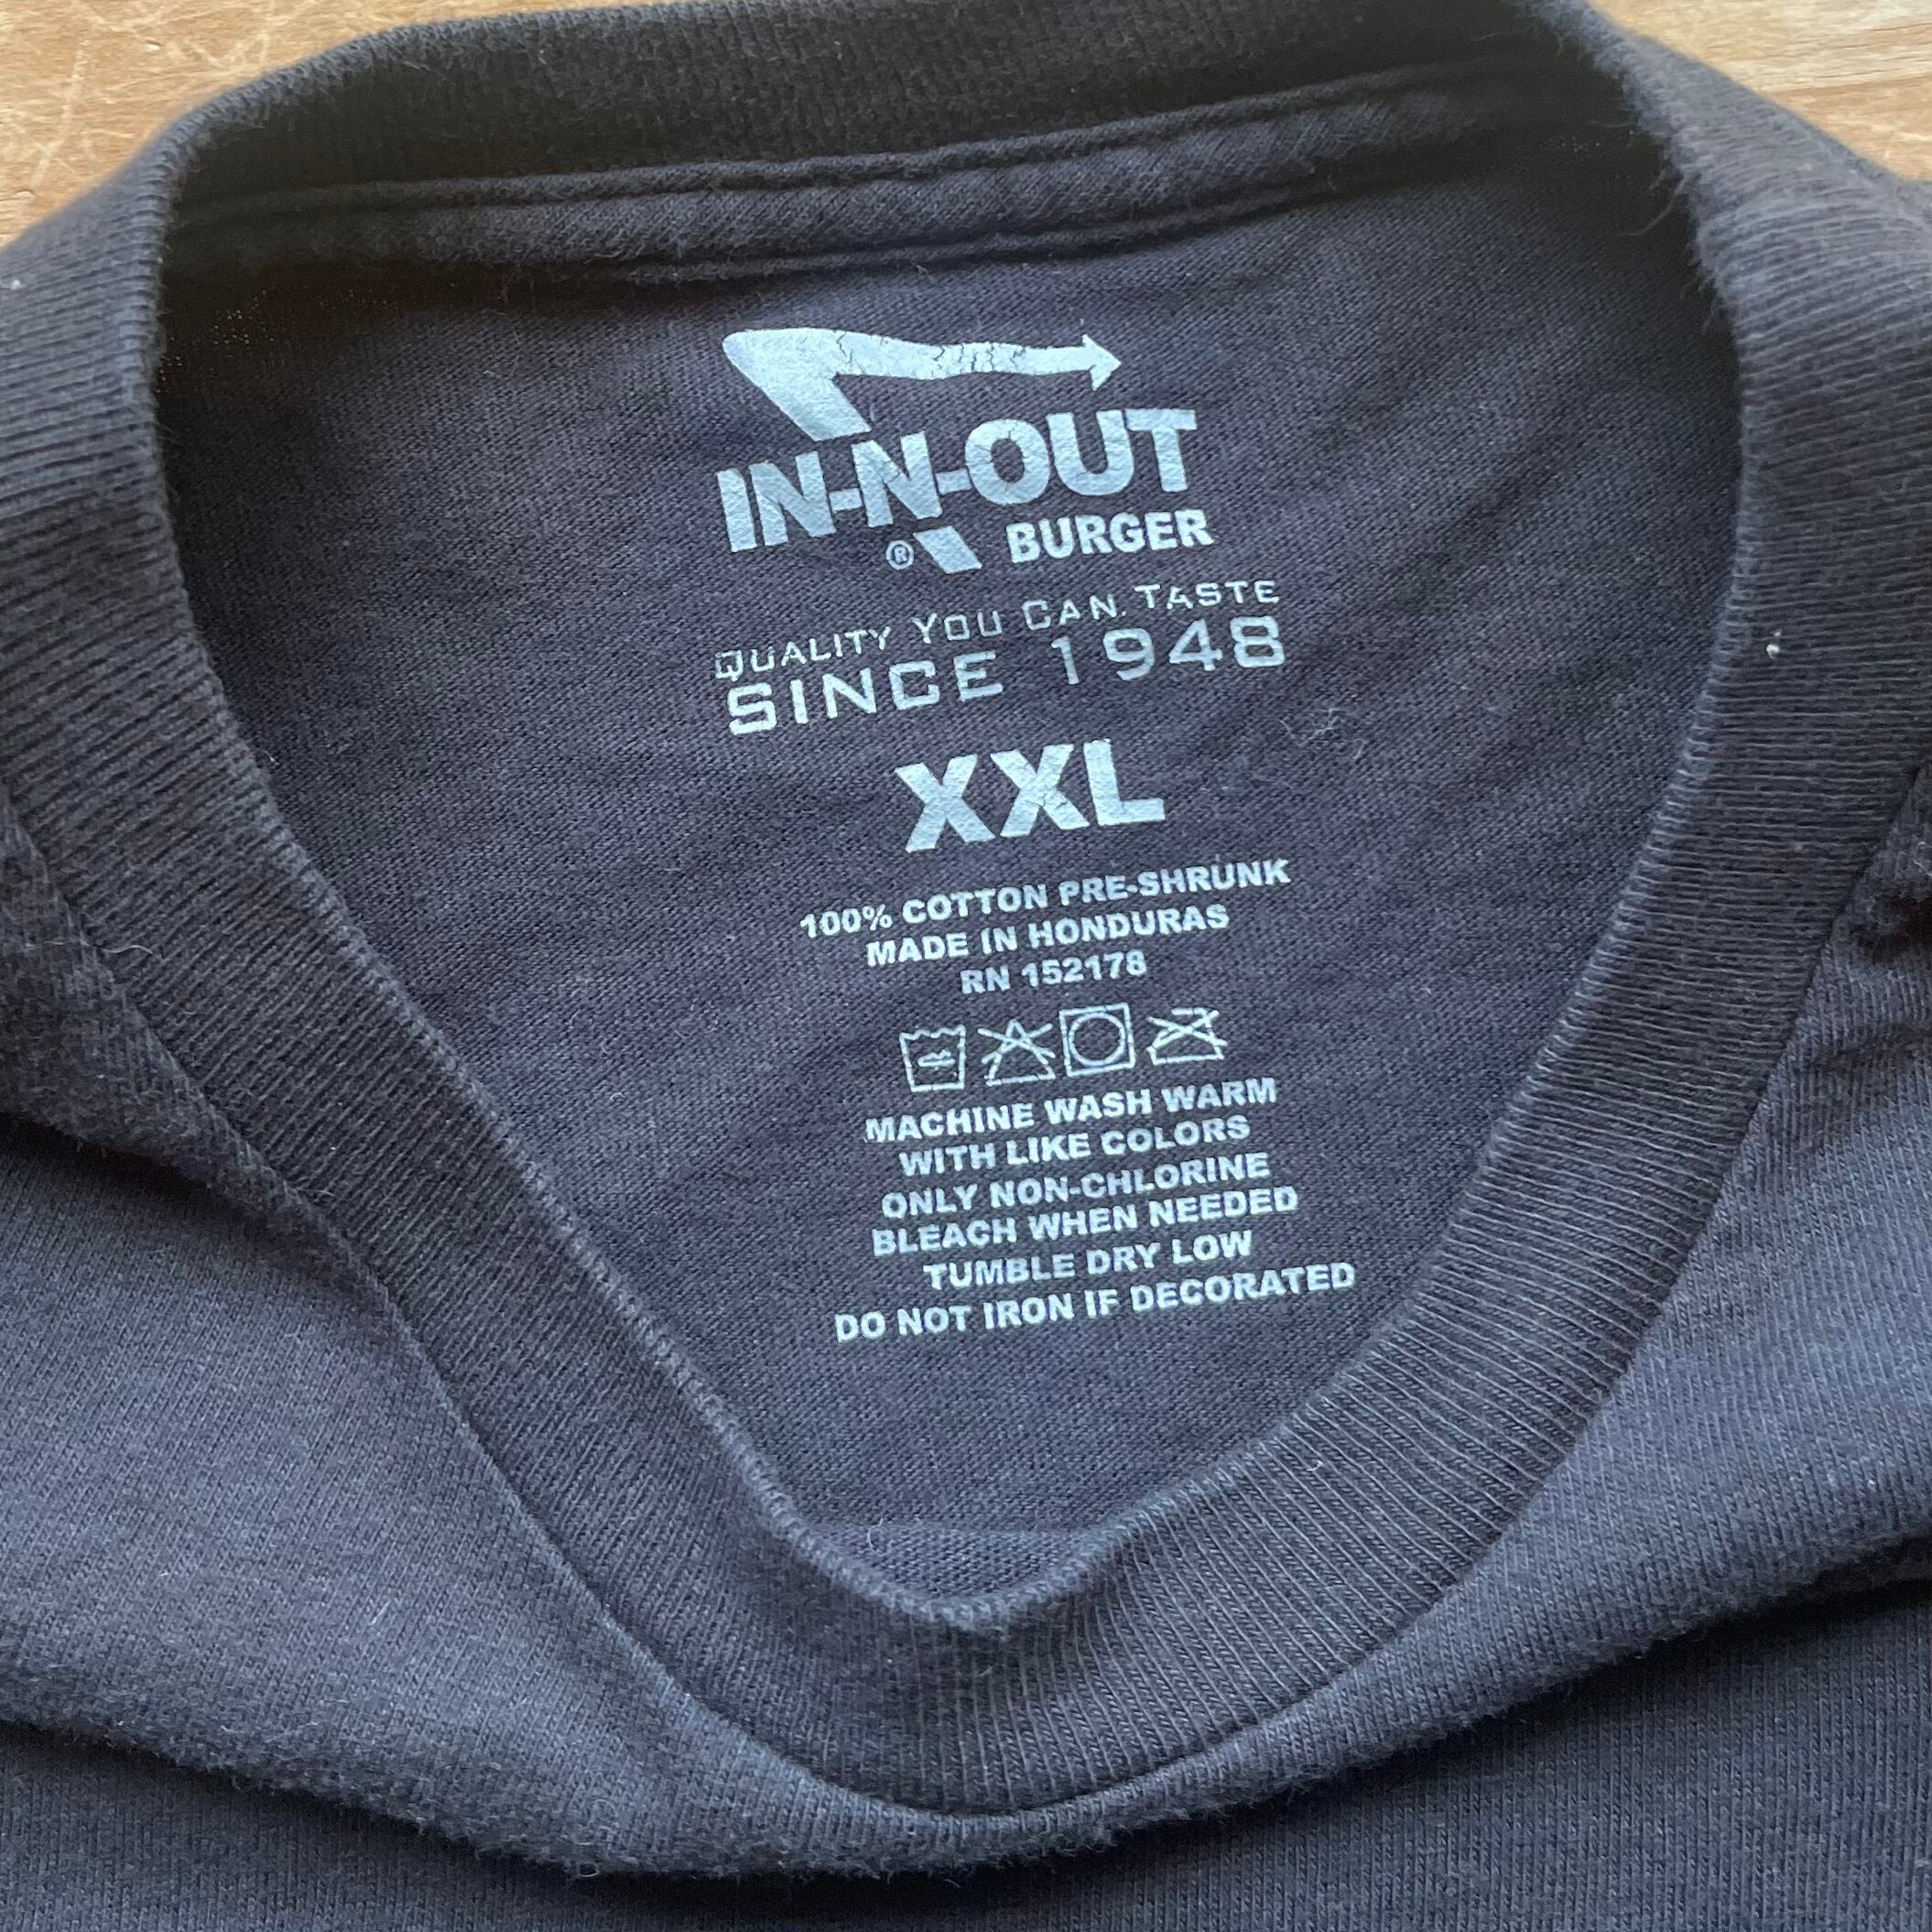 IN-N-OUT
® BURGER
QUALITY YOU CAN TASTE
SINCE 1948
XXL
100% COTTON PRE-SHRUNK
MADE IN HONDURAS
RN 152178
MACHINE WASH WARM
WITH LIKE COLORS
ONLY NON-CHLORINE
BLEACH WHEN NEEDED
TUMBLE DRY LOW
DO NOT IRON IF DECORATED